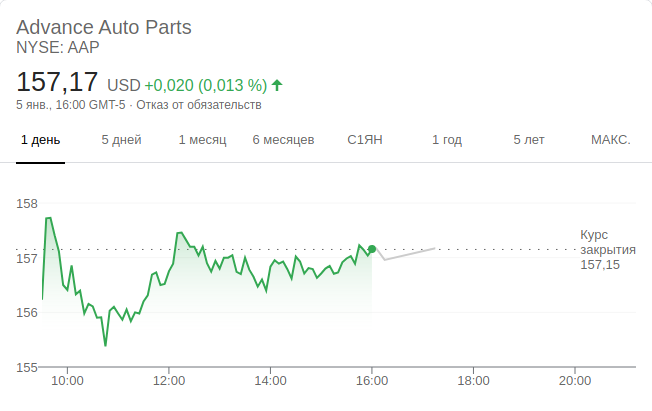 Advance Auto Parts
NYSE: AAP
157,17 USD +0,020 (0,013 %)
5 янв., 16:00 GMT-5 · Отказ от обязательств
1 день 5 дней 1 месяц 6 месяцев С1ЯН 1 год 5 лет МАКС.
158
157
156
155
Курс
закрытия
157,15
10:00 12:00 14:00 16:00 18:00 20:00